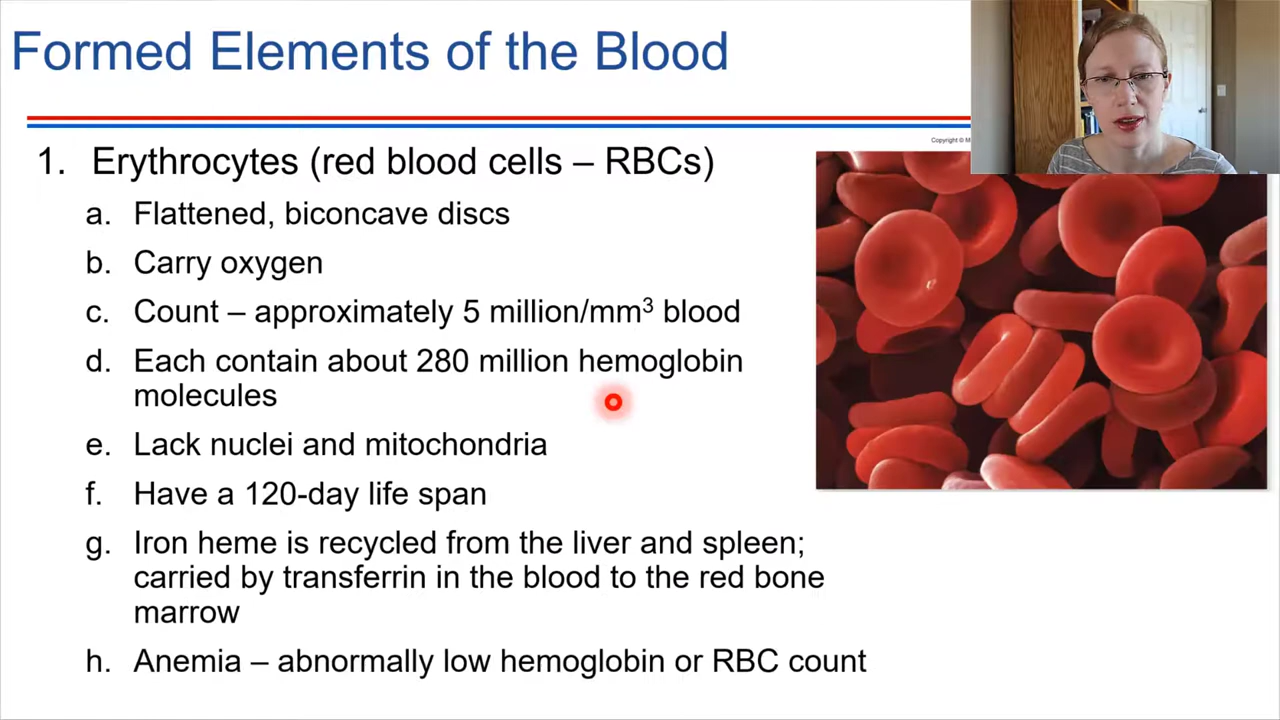 Formed Elements of the Blood
Copyright © M
1. Erythrocytes (red blood cells – RBCs)
a. Flattened, biconcave discs
b. Carry oxygen
c. Count – approximately 5 million/mm³ blood
d. Each contain about 280 million hemoglobin
molecules
e. Lack nuclei and mitochondria
f. Have a 120-day life span
g. Iron heme is recycled from the liver and spleen;
carried by transferrin in the blood to the red bone
marrow
h. Anemia – abnormally low hemoglobin or RBC count